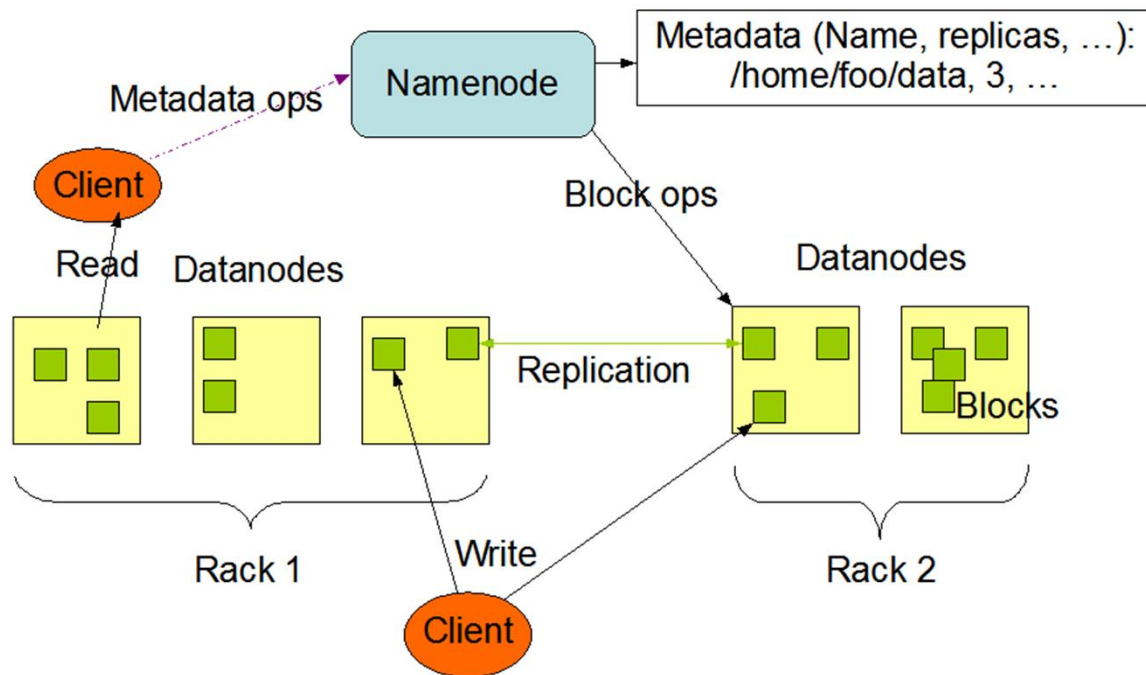 Metadata (Name, replicas, …):
/home/foo/data, 3, …
Namenode
Metadata ops
Client
Block ops
Read
Datanodes
Datanodes
Replication
Blocks
Rack 1
Write
Rack 2
Client